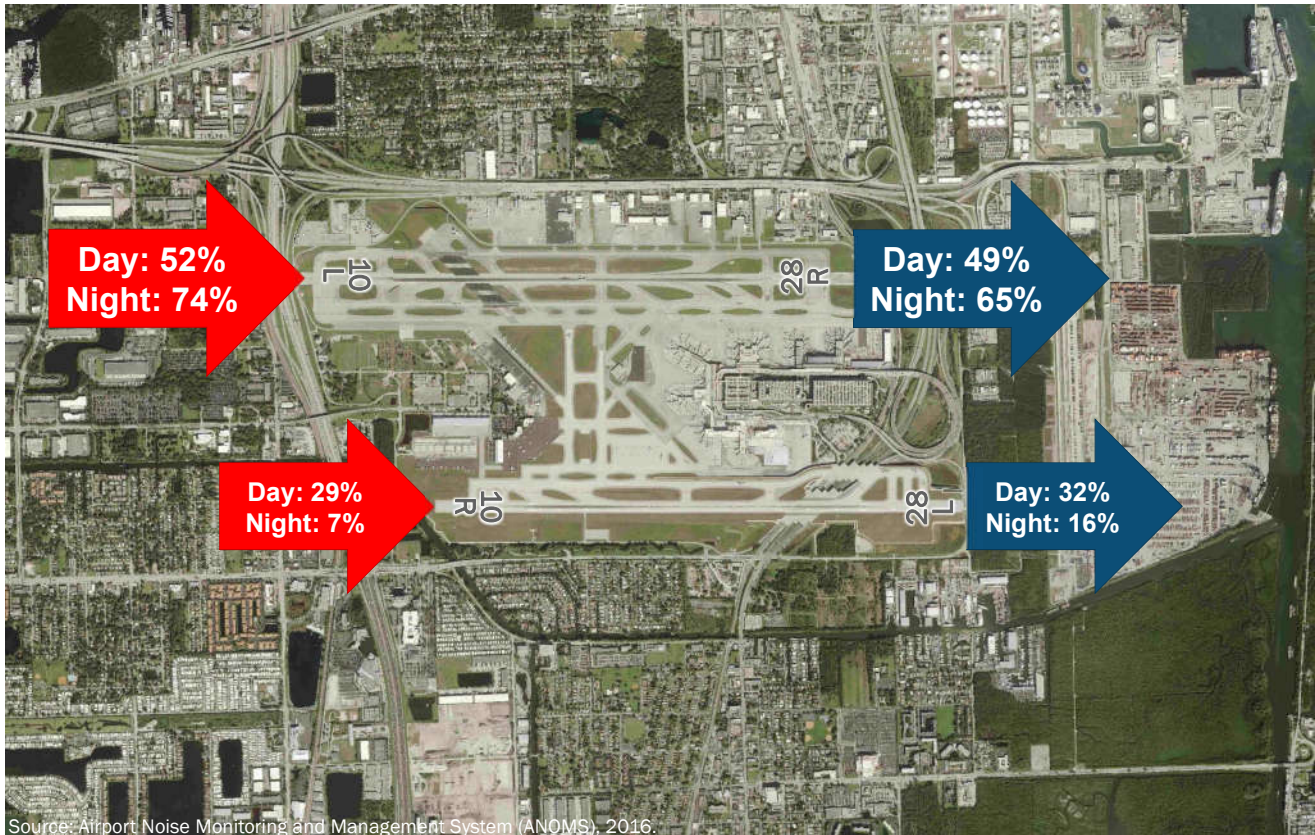 Day: 52%
Night: 74%
10
L
28
R
Day: 49%
Night: 65%
Day: 29%
Night: 7%
10
R
28
L
Day: 32%
Night: 16%
Source: Airport Noise Monitoring and Management System (ANOMS), 2016.